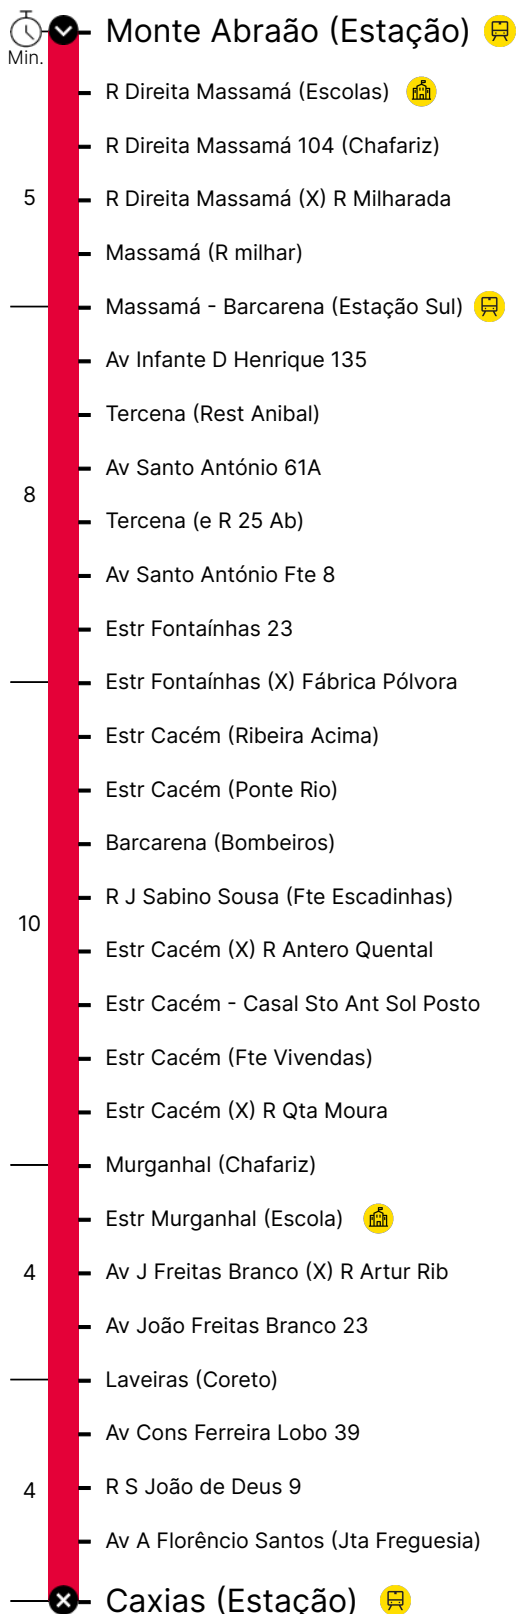 Monte Abraão (Estação)
Min.
R Direita Massamá (Escolas)
R Direita Massamá 104 (Chafariz)
5
R Direita Massamá (X) R Milharada
Massamá (R milhar)
Massamá - Barcarena (Estação Sul)
Av Infante D Henrique 135
Tercena (Rest Anibal)
Av Santo António 61A
8
Tercena (e R 25 Ab)
Av Santo António Fte 8
Estr Fontaínhas 23
Estr Fontaínhas (X) Fábrica Pólvora
Estr Cacém (Ribeira Acima)
Estr Cacém (Ponte Rio)
Barcarena (Bombeiros)
R J Sabino Sousa (Fte Escadinhas)
10
Estr Cacém (X) R Antero Quental
Estr Cacém - Casal Sto Ant Sol Posto
Estr Cacém (Fte Vivendas)
Estr Cacém (X) R Qta Moura
Murganhal (Chafariz)
Estr Murganhal (Escola)
4
Av J Freitas Branco (X) R Artur Rib
Av João Freitas Branco 23
Laveiras (Coreto)
Av Cons Ferreira Lobo 39
4
R S João de Deus 9
Av A Florêncio Santos (Jta Freguesia)
Caxias (Estação)